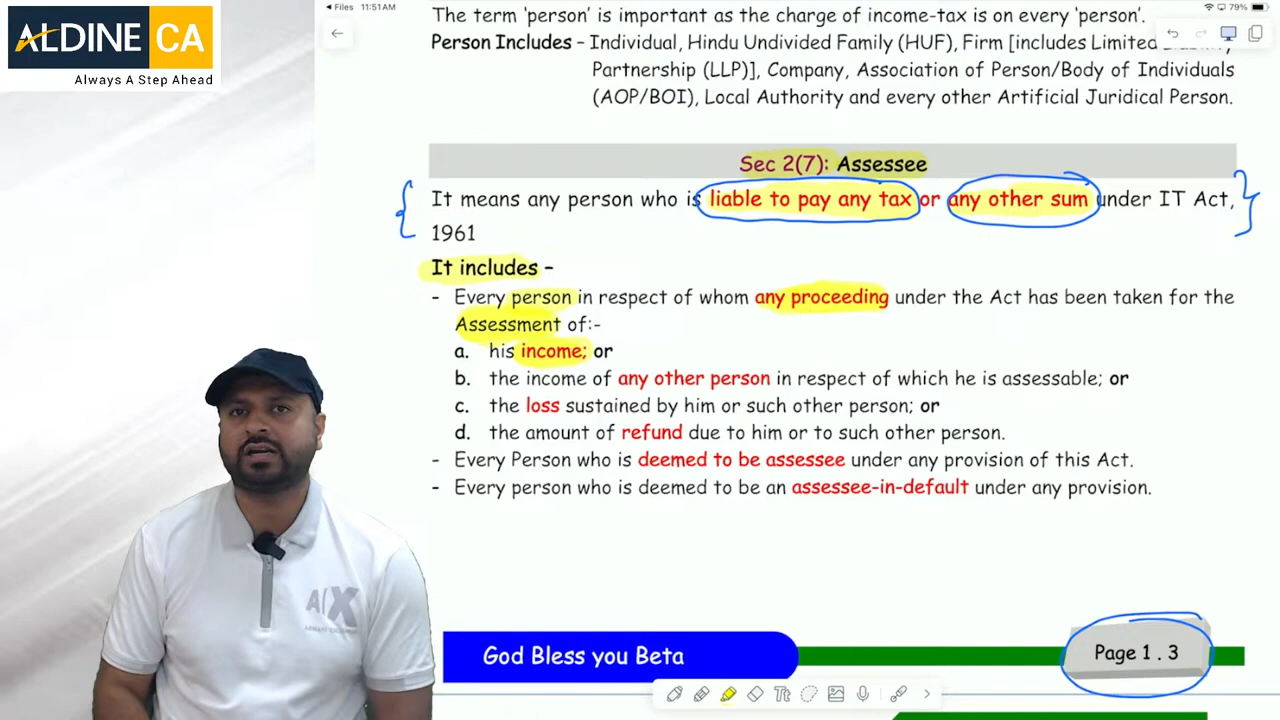 ALDINE CA
Always A Step Ahead
Files 11:51 AM
79%
The term 'person' is important as the charge of income-tax is on every 'person'.
Person Includes – Individual, Hindu Undivided Family (HUF), Firm [includes Limited Liability
Partnership (LLP)], Company, Association of Person/Body of Individuals
(AOP/BOI), Local Authority and every other Artificial Juridical Person.
Sec 2(7): Assessee
It means any person who is liable to pay any tax or any other sum under IT Act,
1961
It includes –
- Every person in respect of whom any proceeding under the Act has been taken for the
Assessment of:-
a. his income; or
b. the income of any other person in respect of which he is assessable; or
c. the loss sustained by him or such other person; or
d. the amount of refund due to him or to such other person.
- Every Person who is deemed to be assessee under any provision of this Act.
- Every person who is deemed to be an assessee-in-default under any provision.
God Bless you Beta
Page 1 . 3
Tt